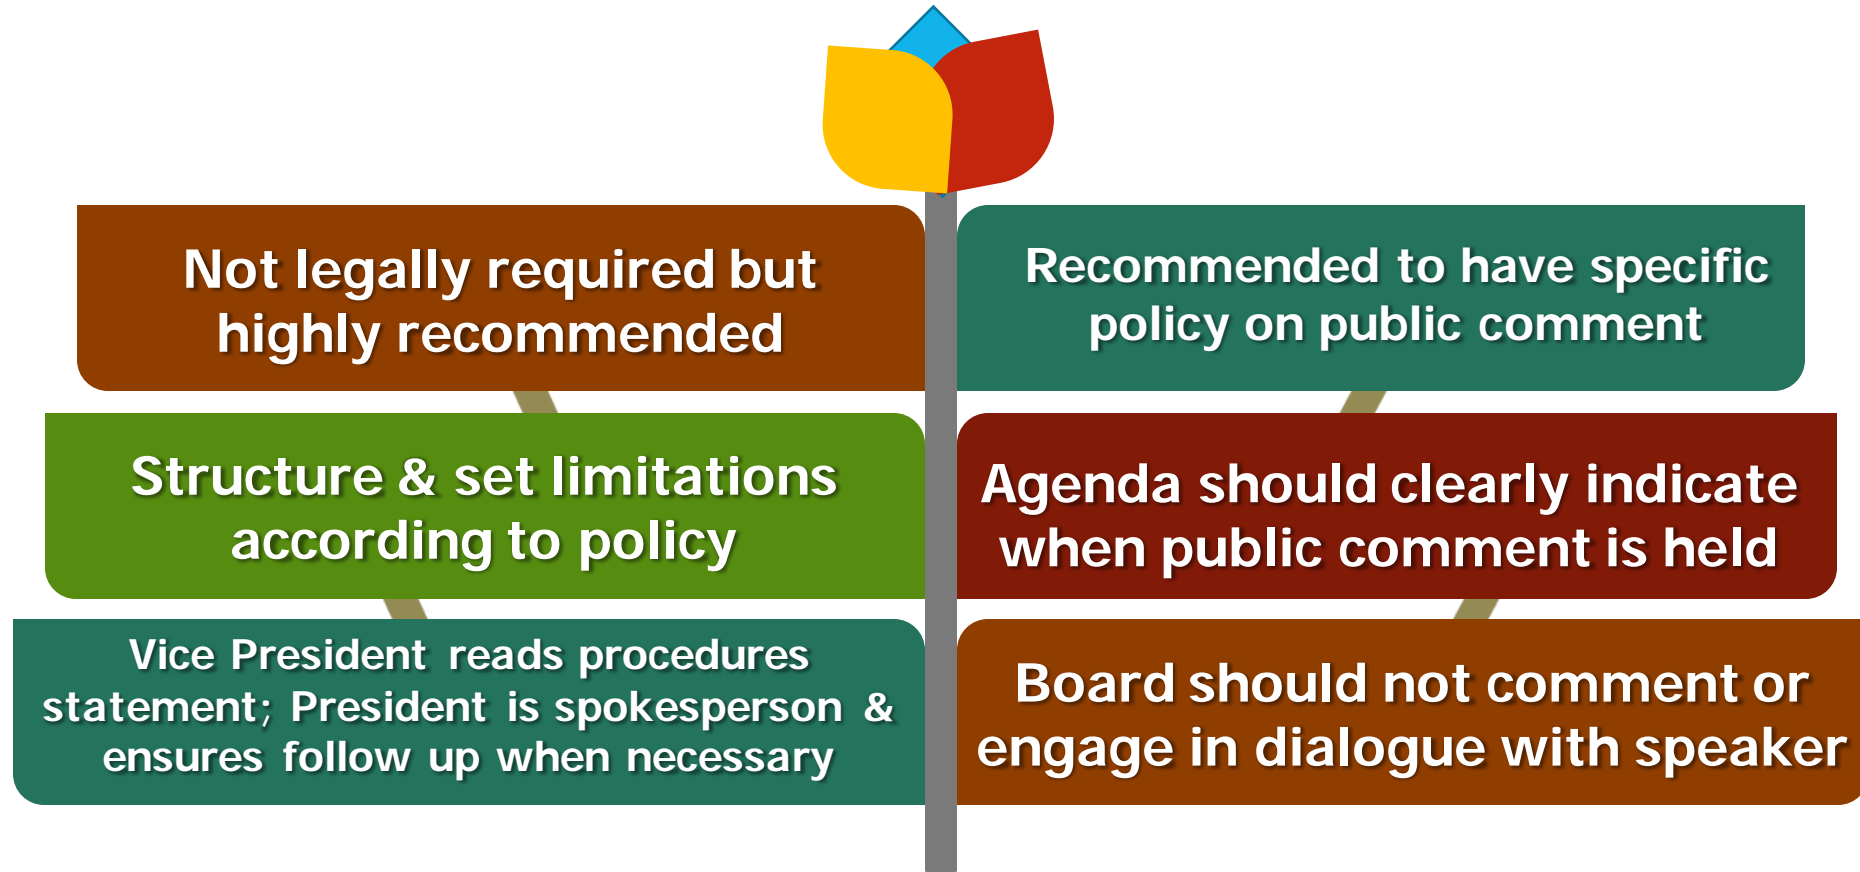 Not legally required but
highly recommended
Recommended to have specific
policy on public comment
Structure & set limitations
according to policy
Agenda should clearly indicate
when public comment is held
Vice President reads procedures
statement; President is spokesperson &
ensures follow up when necessary
Board should not comment or
engage in dialogue with speaker